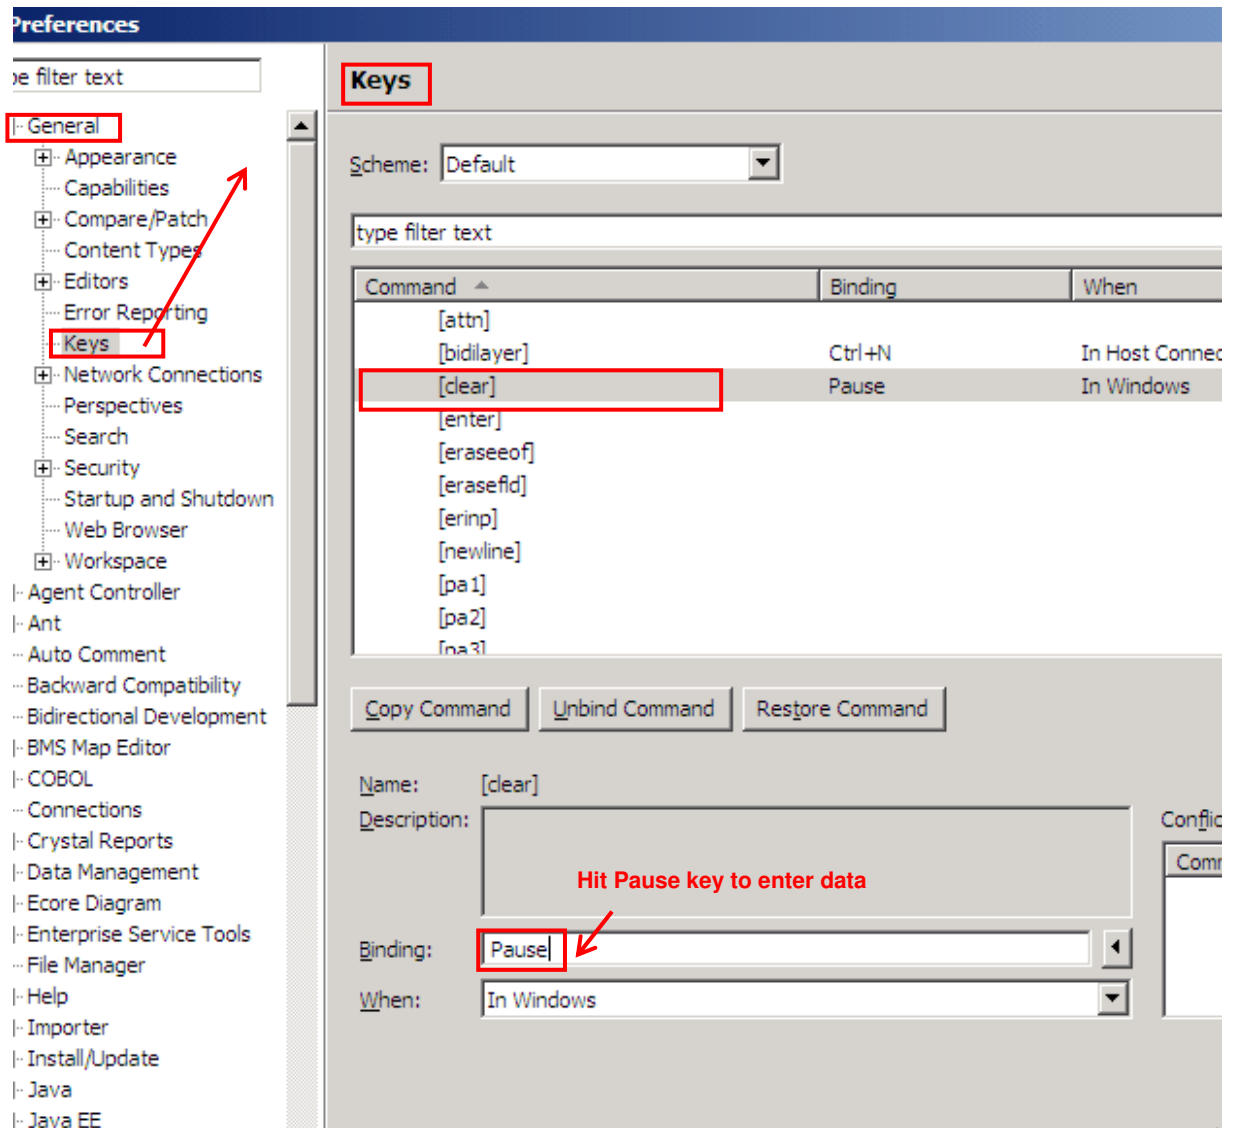 Preferences
pe filter text
General
Appearance
Capabilities
Compare/Patch
Content Types
Editors
Error Reporting
Keys
Network Connections
Perspectives
Search
Security
Startup and Shutdown
Web Browser
Workspace
Agent Controller
Ant
Auto Comment
Backward Compatibility
Bidirectional Development
BMS Map Editor
COBOL
Connections
Crystal Reports
Data Management
Ecore Diagram
Enterprise Service Tools
File Manager
Help
Importer
Install/Update
Java
Java EE
Keys
Scheme: Default
type filter text
Command Binding When
[attn]
[bidilayer] Ctrl+N In Host Connec
[clear] Pause In Windows
[enter]
[eraseeof]
[erasefld]
[erinp]
[newline]
[pa1]
[pa2]
[pa3]
Copy Command Unbind Command Restore Command
Name: [clear]
Description:
Conflic
Comm
Hit Pause key to enter data
Binding: Pause
When: In Windows